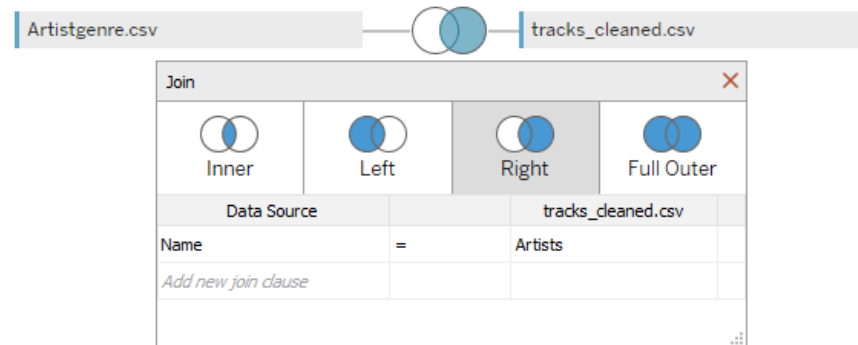 Artistgenre.csv tracks_cleaned.csv
Join
Inner Left Right Full Outer
Data Source tracks_cleaned.csv
Name = Artists
Add new join clause